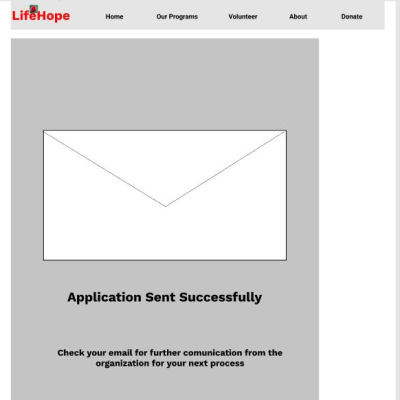 LifeHope
Home Our Programs Volunteer About Donate
Application Sent Successfully
Check your email for further comunication from the
organization for your next process